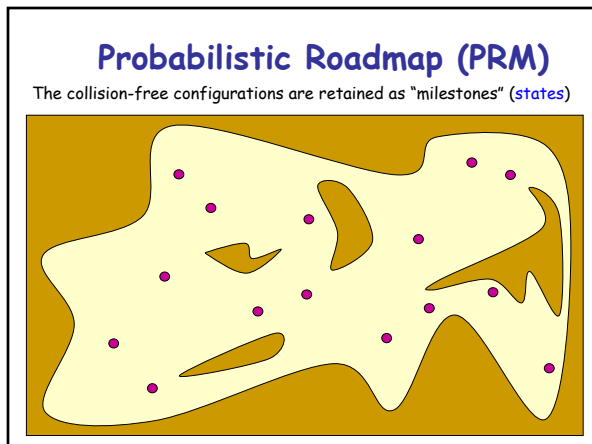 Probabilistic Roadmap (PRM)
The collision-free configurations are retained as “milestones” (states)